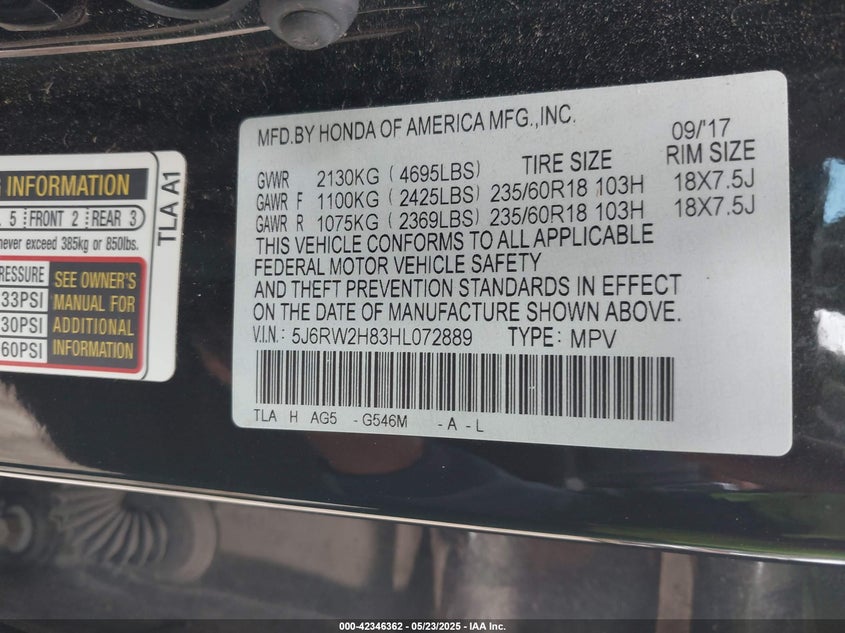 INFORMATION
5 FRONT 2 REAR 3
never exceed 385kg or 850lbs.
PRESSURE
33PSI
30PSI
60PSI
SEE OWNER'S
MANUAL FOR
ADDITIONAL
INFORMATION
TLA A1
MFD.BY HONDA OF AMERICA MFG.,INC. 09/'17
TIRE SIZE RIM SIZE
GVWR 2130KG (4695LBS)
GAWR F 1100KG (2425LBS) 235/60R18 103H 18X7.5J
GAWR R 1075KG (2369LBS) 235/60R18 103H 18X7.5J
THIS VEHICLE CONFORMS TO ALL APPLICABLE
FEDERAL MOTOR VEHICLE SAFETY
AND THEFT PREVENTION STANDARDS IN EFFECT
ON THE DATE OF MANUFACTURE SHOWN ABOVE.
V.I.N.: 5J6RW2H83HL072889 TYPE: MPV
TLA H AG5 -G546M -A-L
000-42346362 — 05/23/2025 — IAA Inc.